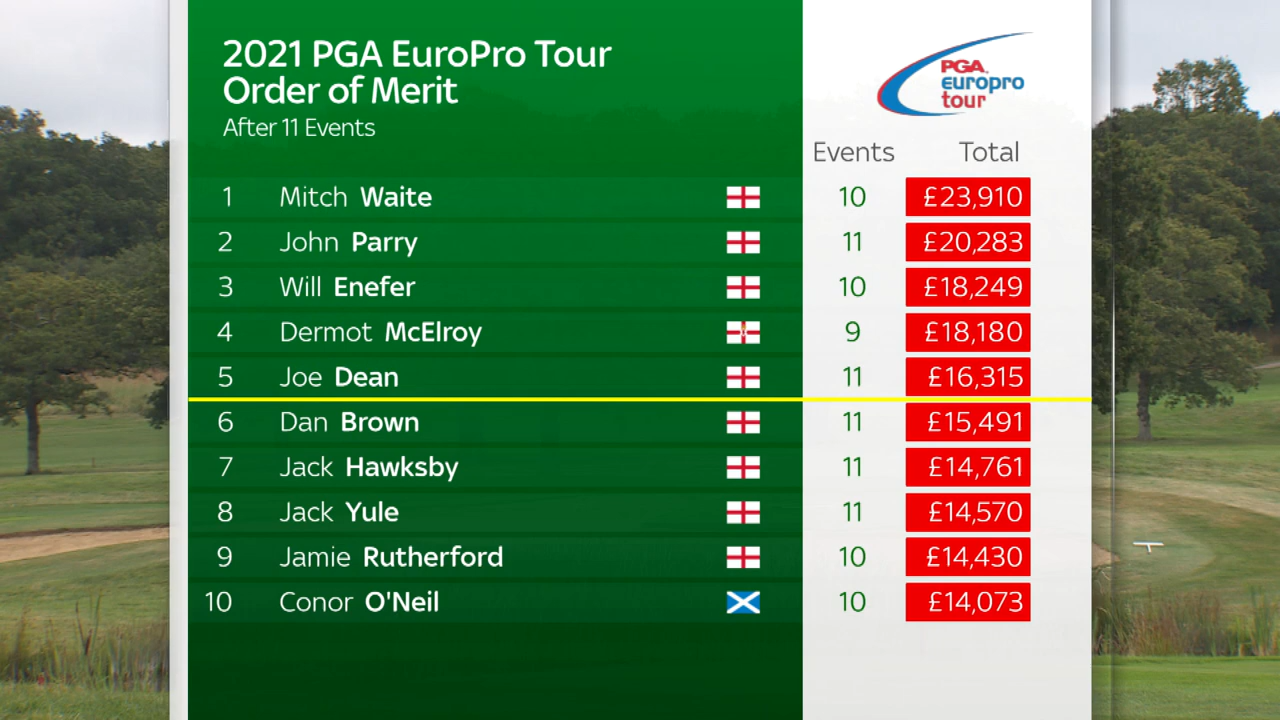 2021 PGA EuroPro Tour
Order of Merit
After 11 Events
PGA
europro
tour
Events Total
1 Mitch Waite 10 £23,910
2 John Parry 11 £20,283
3 Will Enefer 10 £18,249
4 Dermot McElroy 9 £18,180
5 Joe Dean 11 £16,315
6 Dan Brown 11 £15,491
7 Jack Hawksby 11 £14,761
8 Jack Yule 11 £14,570
9 Jamie Rutherford 10 £14,430
10 Conor O'Neil 10 £14,073